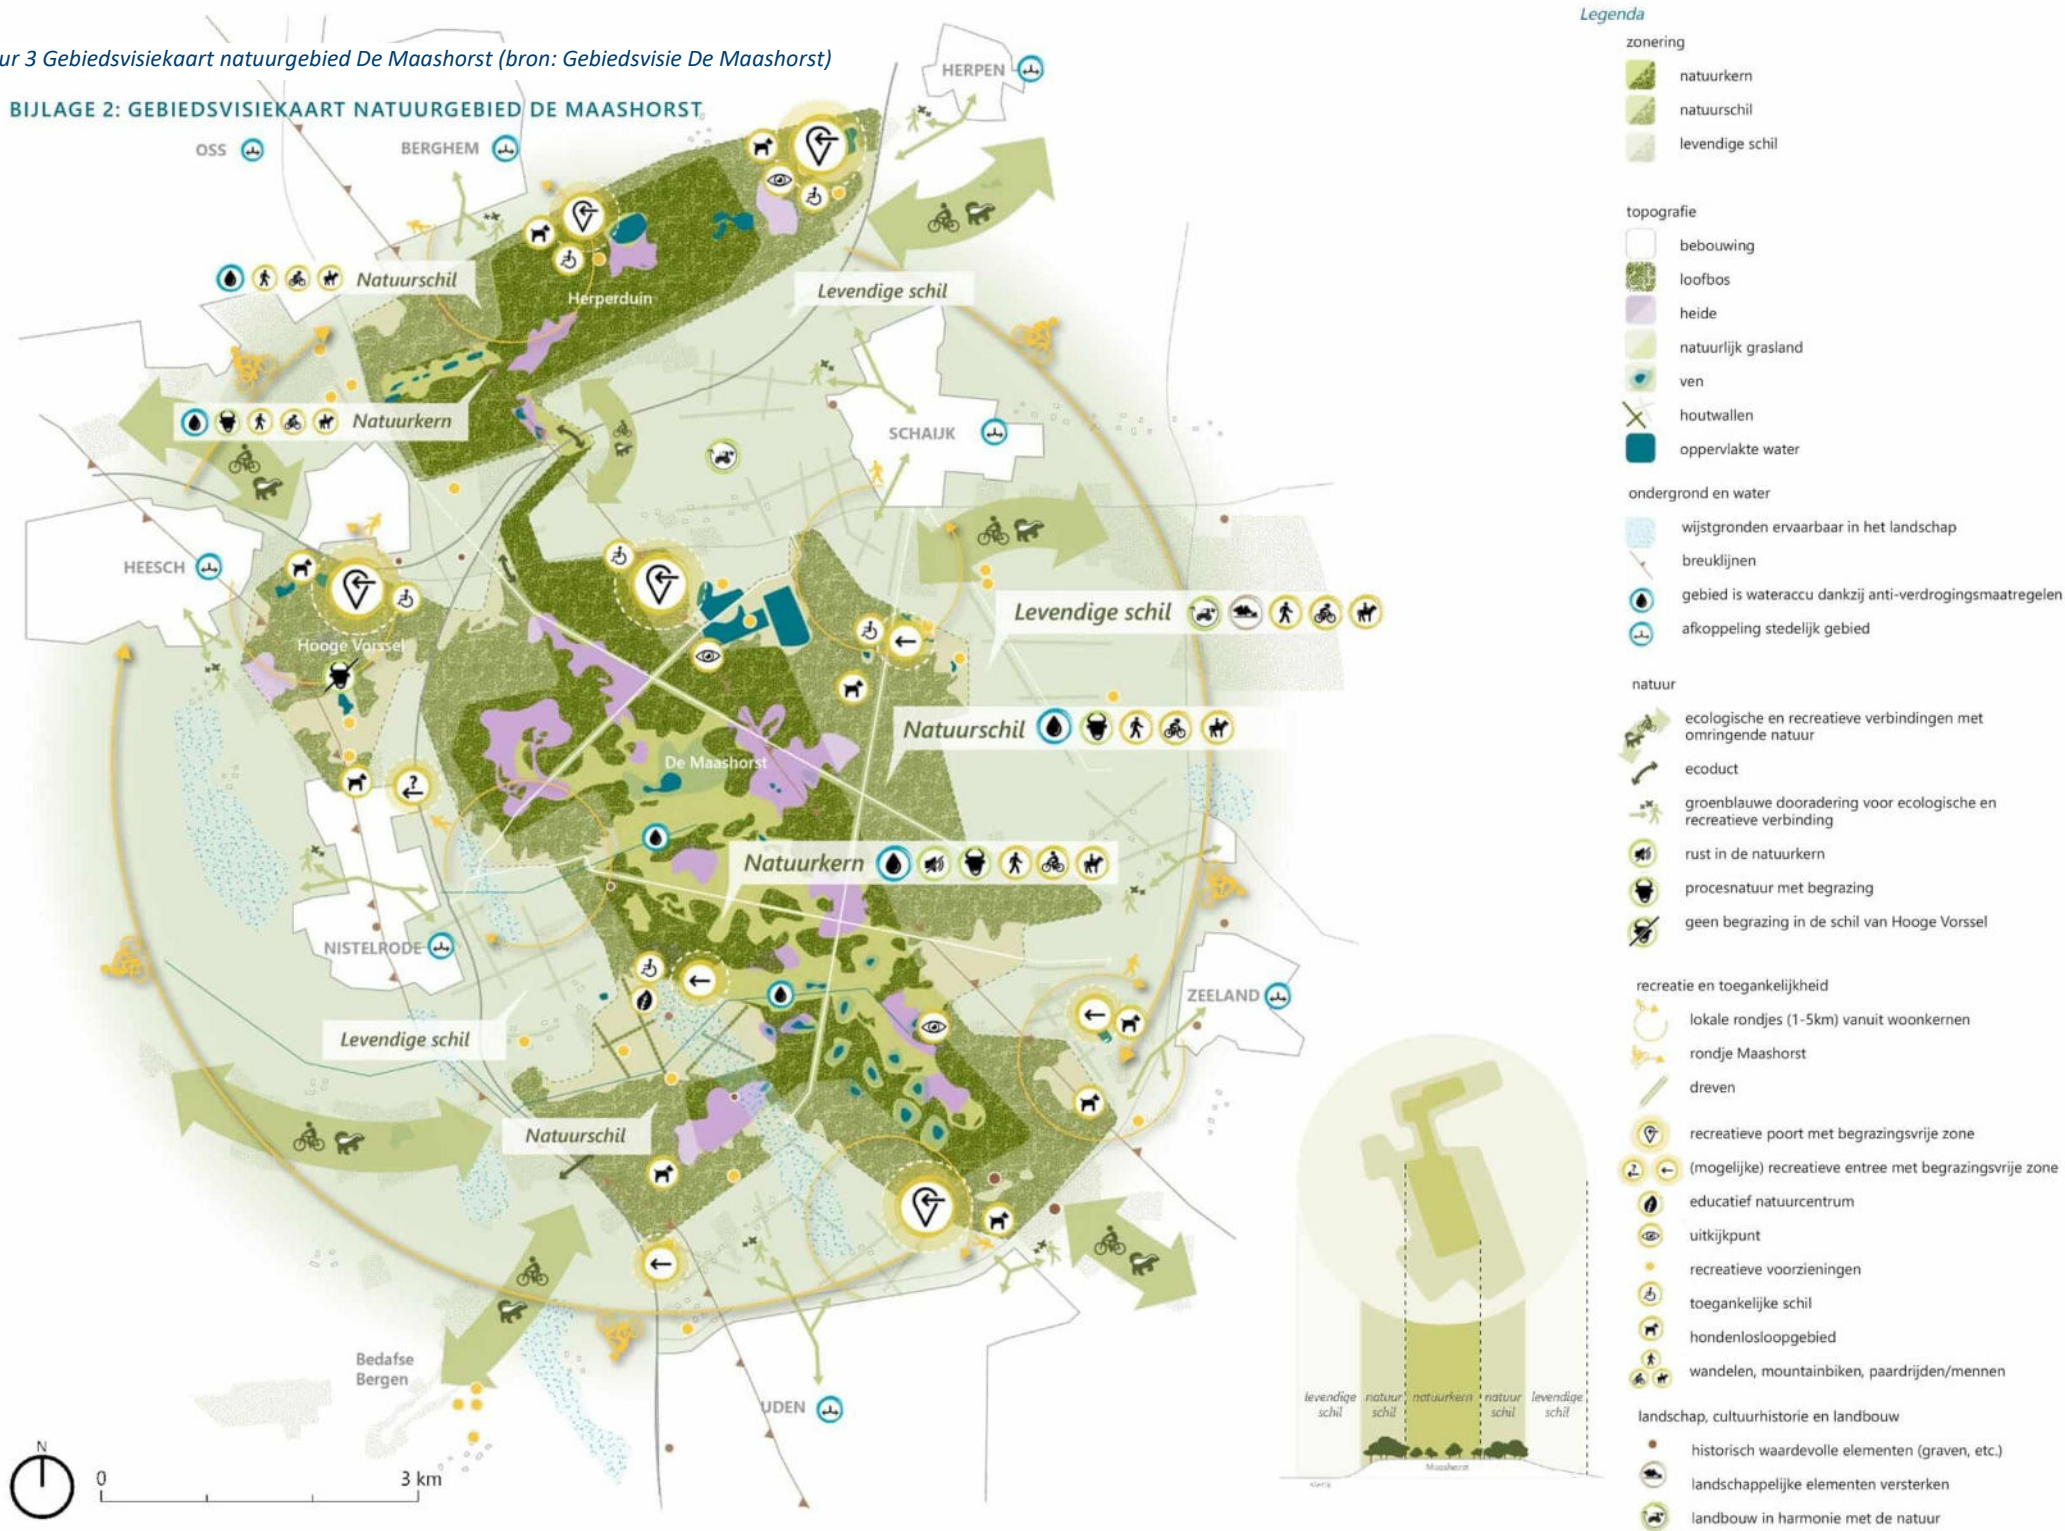 ur 3 Gebiedsvisiekaart natuurgebied De Maashorst (bron: Gebiedsvisie De Maashorst)
BIJLAGE 2: GEBIEDSVISIEKAART NATUURGEBIED DE MAASHORST
HERPEN
OSS
BERGHEM
Natuurschil
Herperduin
Levendige schil
Natuurkern
SCHAIJK
HEESCH
Levendige schil
Hooge Vorssel
Natuurschil
De Maashorst
Natuurkern
NISTELRODE
ZEELAND
Levendige schil
Natuurschil
Bedafse
Bergen
UDEN
N
0
3 km
levendige
schil
natuur
schil
natuurkern
natuur
schil
levendige
schil
Maashorst
Legenda
zonering
natuurkern
natuurschil
levendige schil
topografie
bebouwing
loofbos
heide
natuurlijk grasland
ven
houtwallen
oppervlakte water
ondergrond en water
wijstgronden ervaarbaar in het landschap
breuklijnen
gebied is wateraccu dankzij anti-verdrogingsmaatregelen
afkoppeling stedelijk gebied
natuur
ecologische en recreatieve verbindingen met
omringende natuur
ecoduct
groenblauwe dooradering voor ecologische en
recreatieve verbinding
rust in de natuurkern
procesnatuur met begrazing
geen begrazing in de schil van Hooge Vorssel
recreatie en toegankelijkheid
lokale rondjes (1-5km) vanuit woonkernen
rondje Maashorst
dreven
recreatieve poort met begrazingsvrije zone
(mogelijke) recreatieve entree met begrazingsvrije zone
educatief natuurcentrum
uitkijkpunt
recreatieve voorzieningen
toegankelijke schil
hondenlosloopgebied
wandelen, mountainbiken, paardrijden/mennen
landschap, cultuurhistorie en landbouw
historisch waardevolle elementen (graven, etc.)
landschappelijke elementen versterken
landbouw in harmonie met de natuur